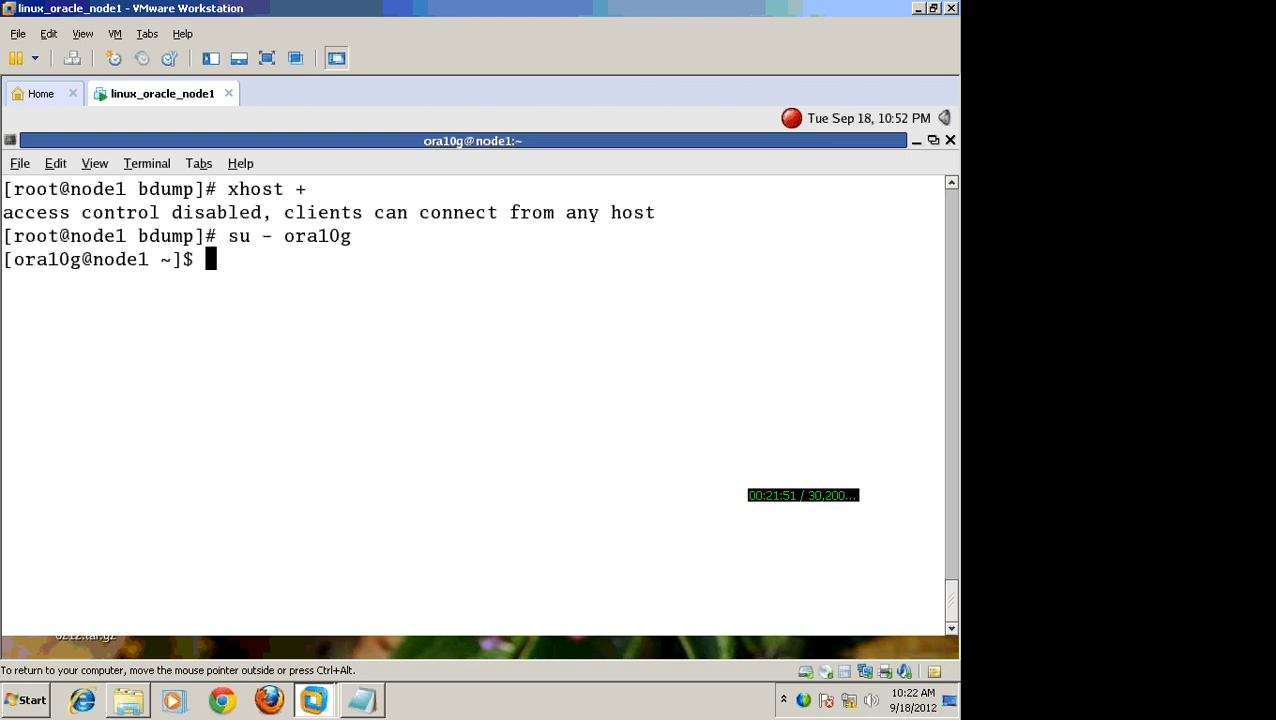 linux_oracle_node1 - VMware Workstation
File Edit View VM Tabs Help
Home linux_oracle_node1
Tue Sep 18, 10:52 PM
ora10g@node1:~
File Edit View Terminal Tabs Help
[root@node1 bdump]# xhost +
access control disabled, clients can connect from any host
[root@node1 bdump]# su - ora10g
[ora10g@node1 ~]$
00:21:51 / 30,200...
To return to your computer, move the mouse pointer outside or press Ctrl+Alt.
Start
10:22 AM
9/18/2012